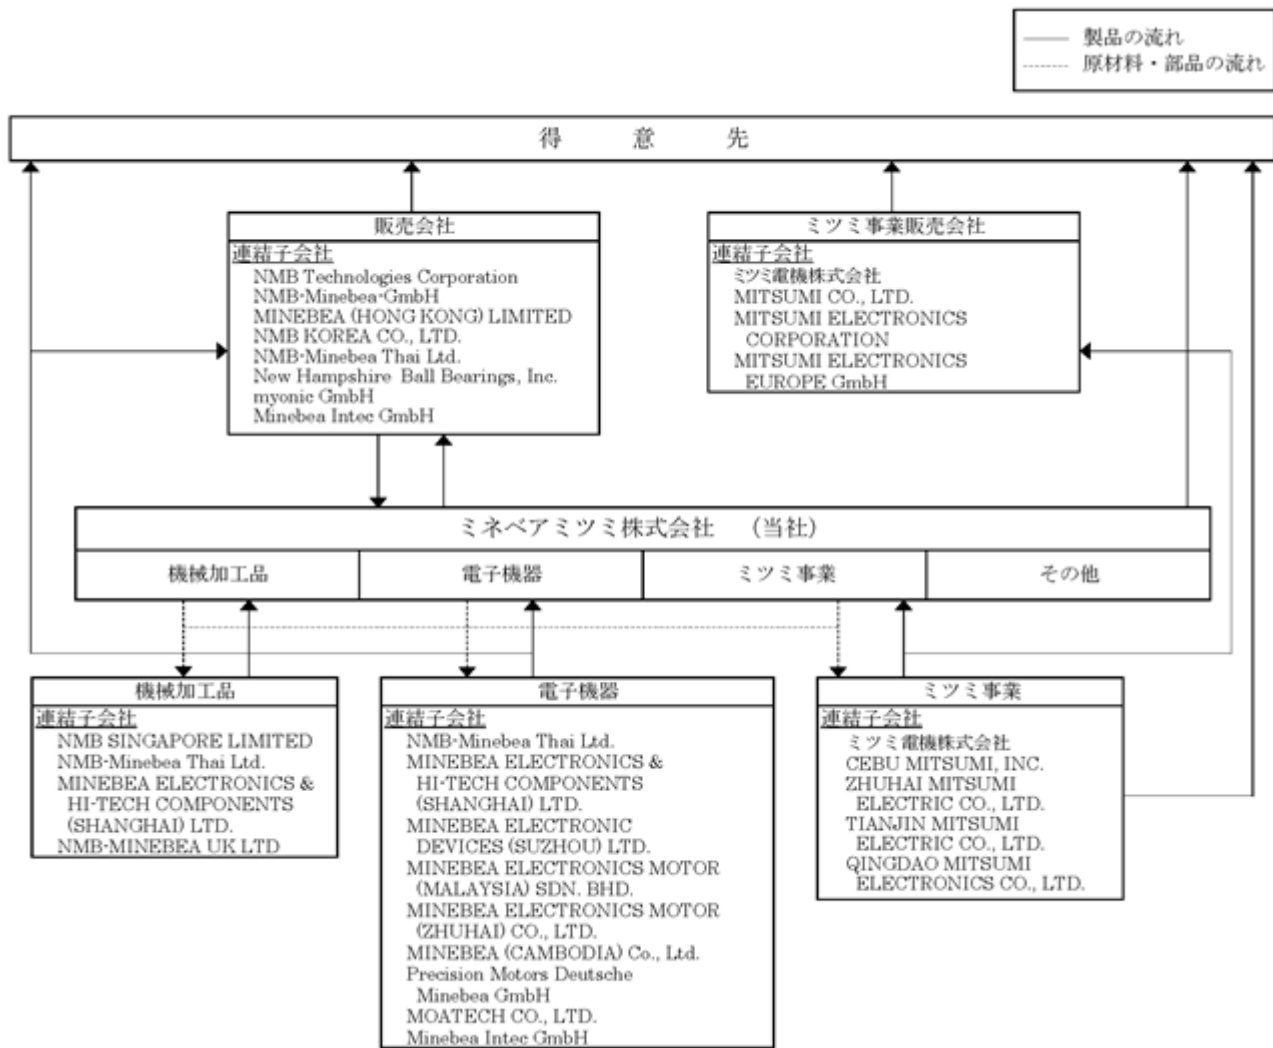 製品の流れ
原材料・部品の流れ
得意先
販売会社
連結子会社
NMB Technologies Corporation
NMB-Minebea-GmbH
MINEBEA (HONG KONG) LIMITED
NMB KOREA CO., LTD.
NMB-Minebea Thai Ltd.
New Hampshire Ball Bearings, Inc.
myonic GmbH
Minebea Intec GmbH
ミツミ事業販売会社
連結子会社
ミツミ電機株式会社
MITSUMI CO., LTD.
MITSUMI ELECTRONICS
CORPORATION
MITSUMI ELECTRONICS
EUROPE GmbH
ミネベアミツミ株式会社 (当社)
機械加工品 電子機器 ミツミ事業 その他
機械加工品
連結子会社
NMB SINGAPORE LIMITED
NMB-Minebea Thai Ltd.
MINEBEA ELECTRONICS &
HI-TECH COMPONENTS
(SHANGHAI) LTD.
NMB-MINEBEA UK LTD
電子機器
連結子会社
NMB-Minebea Thai Ltd.
MINEBEA ELECTRONICS &
HI-TECH COMPONENTS
(SHANGHAI) LTD.
MINEBEA ELECTRONIC
DEVICES (SUZHOU) LTD.
MINEBEA ELECTRONICS MOTOR
(MALAYSIA) SDN. BHD.
MINEBEA ELECTRONICS MOTOR
(ZHUHAI) CO., LTD.
MINEBEA (CAMBODIA) Co., Ltd.
Precision Motors Deutsche
Minebea GmbH
MOATECH CO., LTD.
Minebea Intec GmbH
ミツミ事業
連結子会社
ミツミ電機株式会社
CEBU MITSUMI, INC.
ZHUHAI MITSUMI
ELECTRIC CO., LTD.
TIANJIN MITSUMI
ELECTRIC CO., LTD.
QINGDAO MITSUMI
ELECTRONICS CO., LTD.